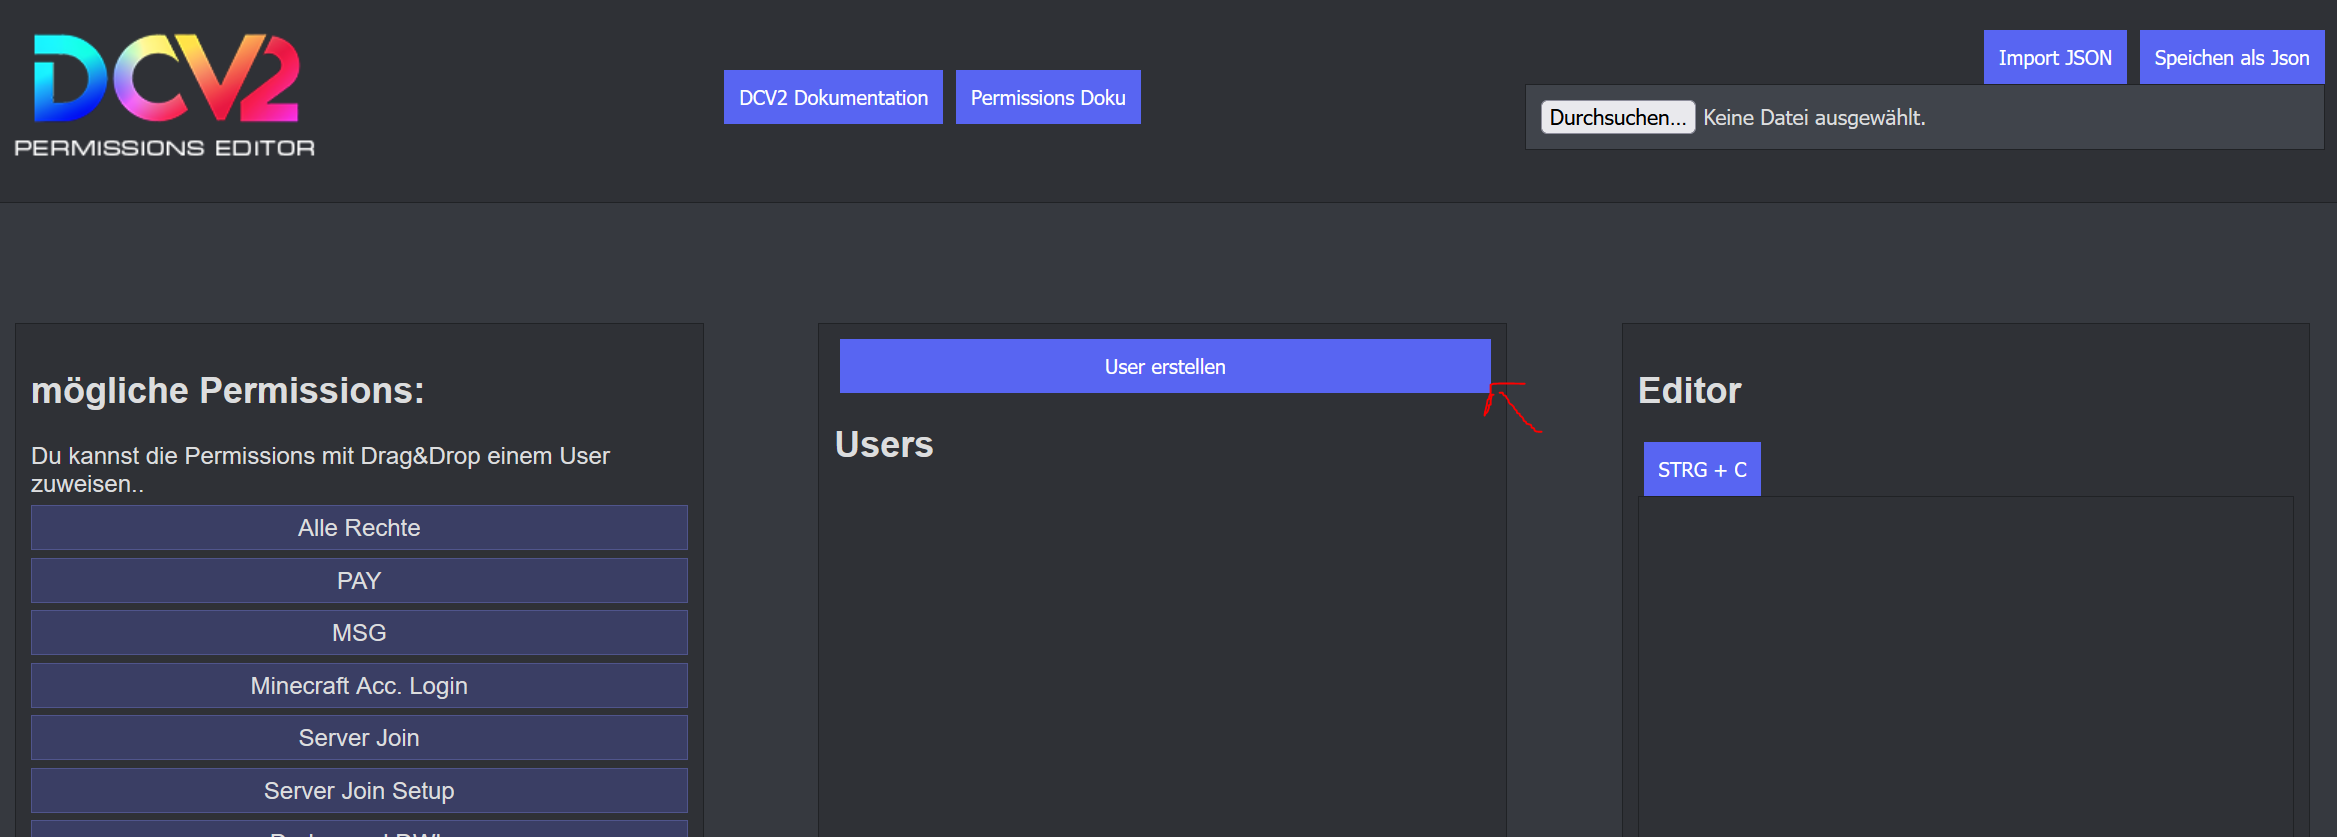 DCV2
PERMISSIONS EDITOR
DCV2 Dokumentation
Permissions Doku
Import JSON
Speichen als Json
Durchsuchen... Keine Datei ausgewählt.
mögliche Permissions:
Du kannst die Permissions mit Drag&Drop einem User
zuweisen..
Alle Rechte
PAY
MSG
Minecraft Acc. Login
Server Join
Server Join Setup
User erstellen
Users
Editor
STRG + C